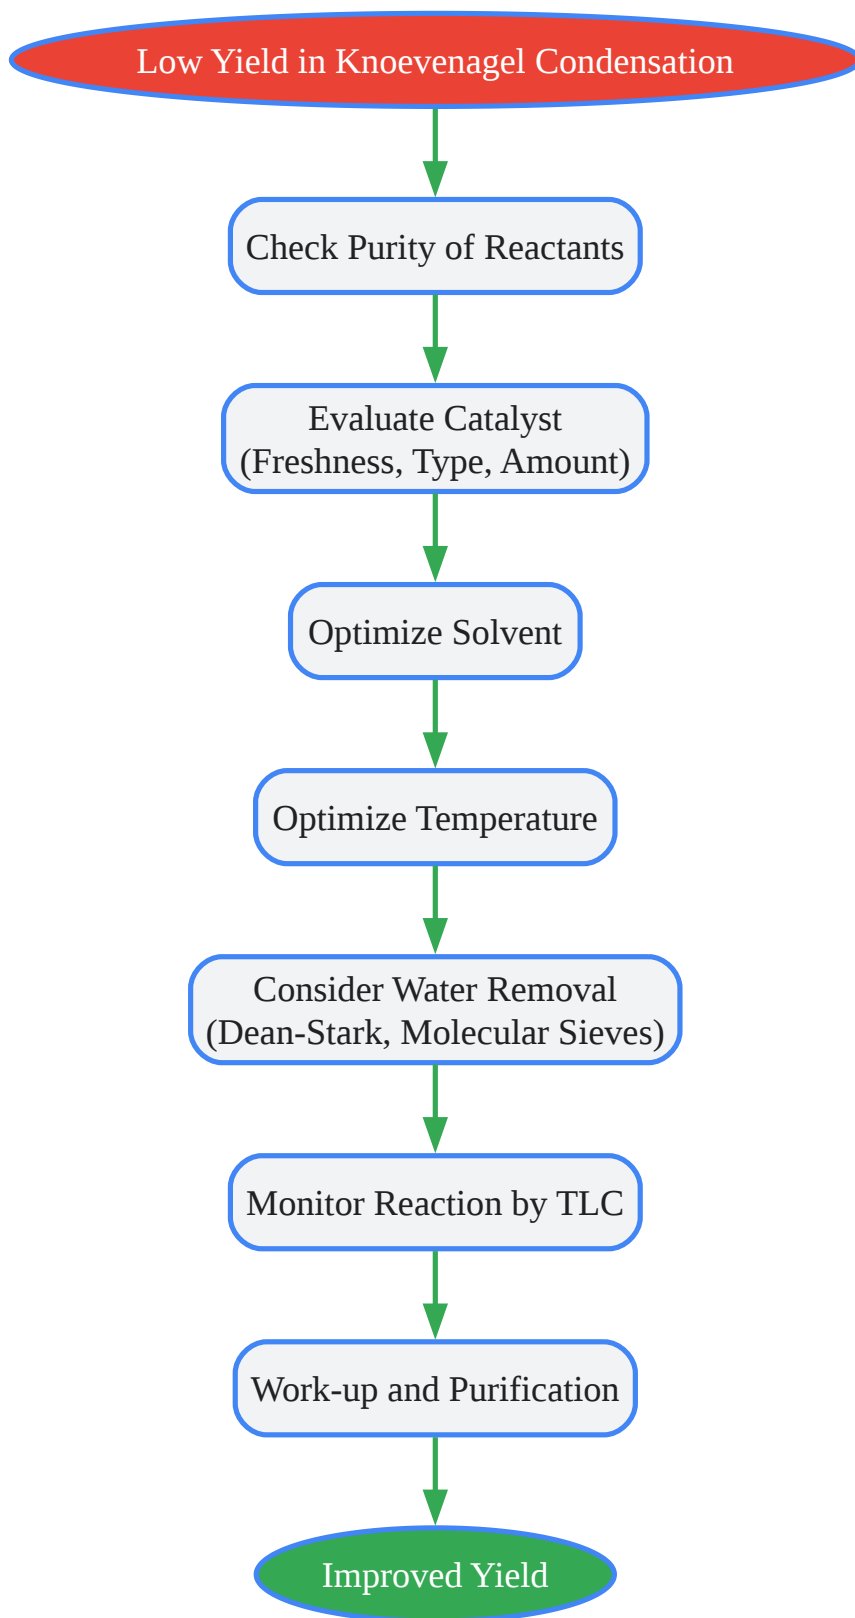 Low Yield in Knoevenagel Condensation
Check Purity of Reactants
Evaluate Catalyst
(Freshness, Type, Amount)
Optimize Solvent
Optimize Temperature
Consider Water Removal
(Dean-Stark, Molecular Sieves)
Monitor Reaction by TLC
Work-up and Purification
Improved Yield